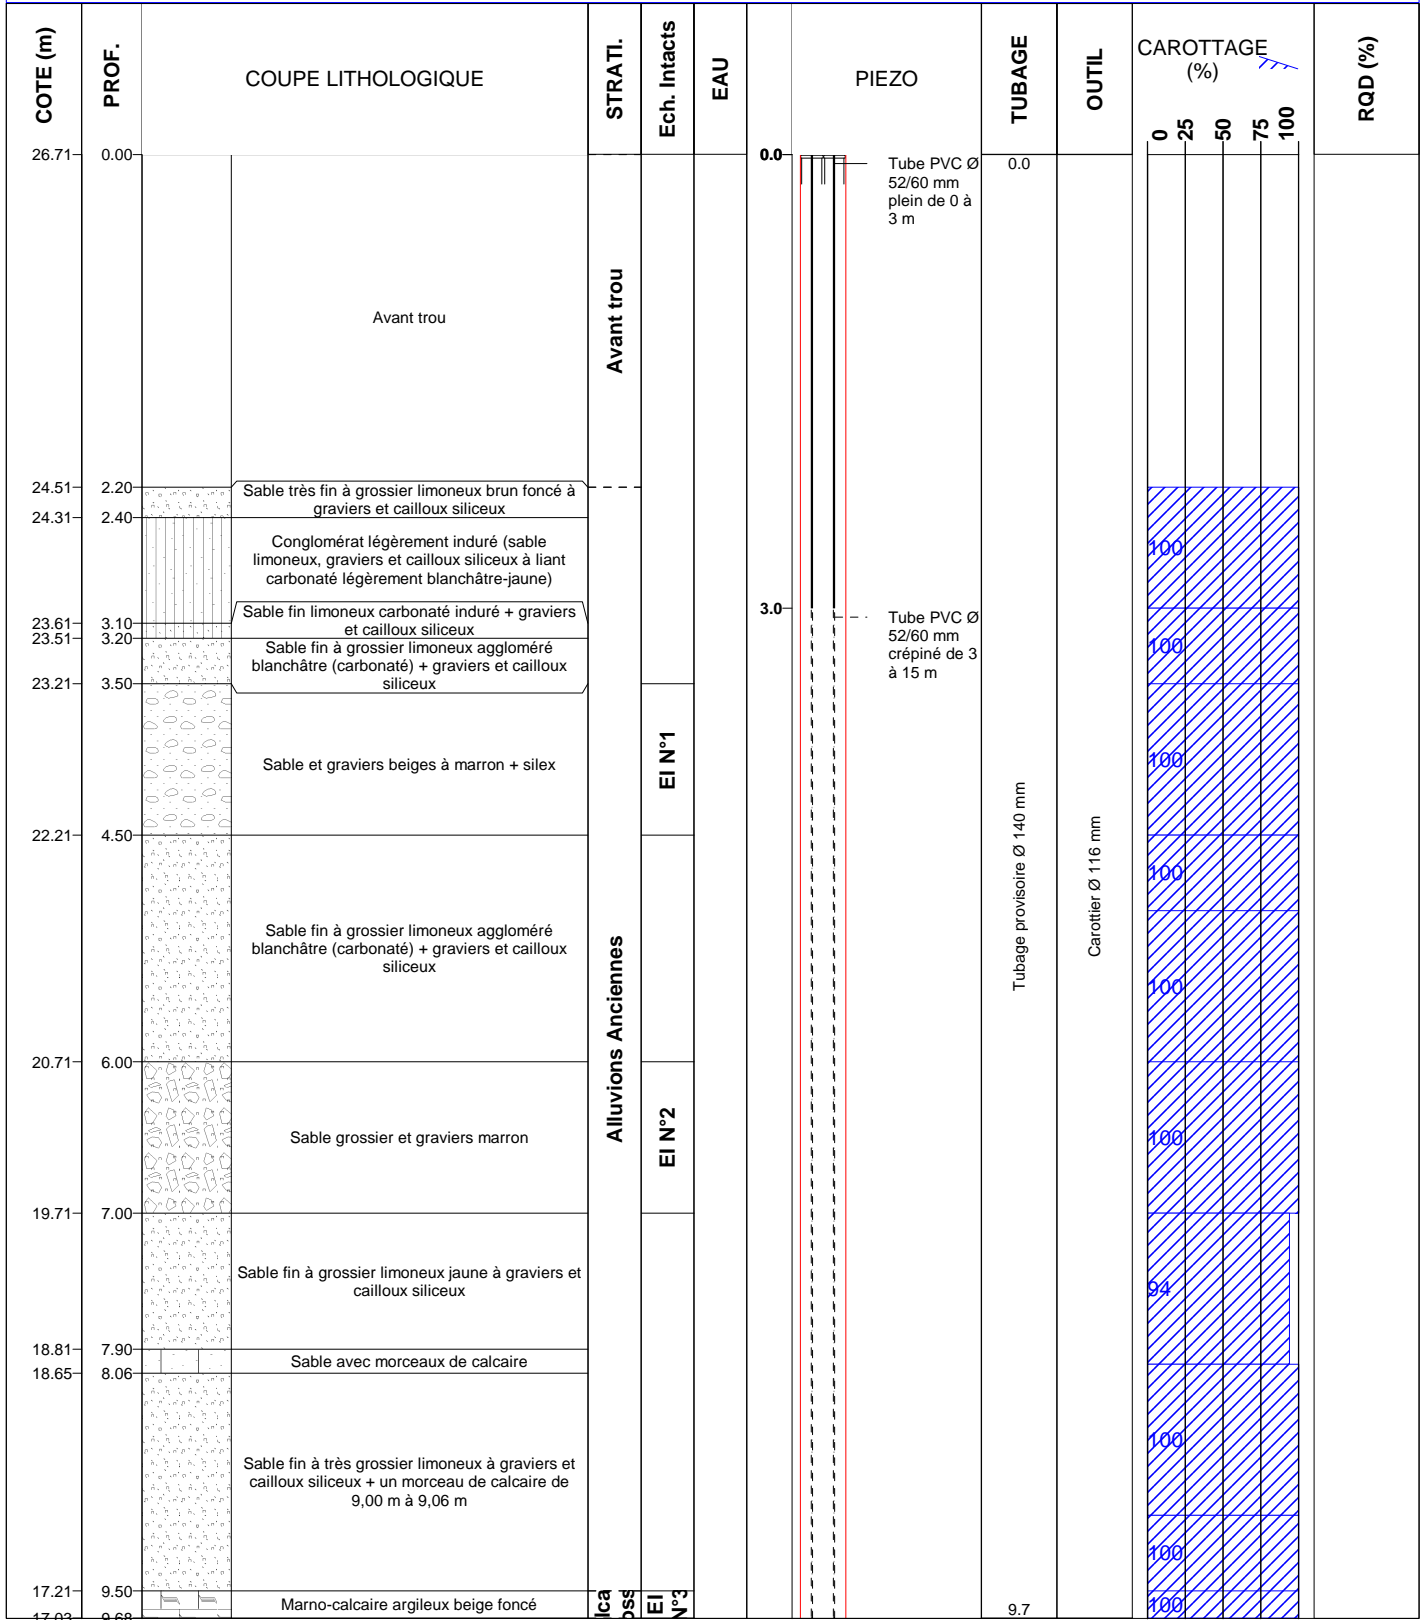 COTE (m)
PROF.
COUPE LITHOLOGIQUE
STRATI.
Ech. Intacts
EAU
PIEZO
TUBAGE
OUTIL
CAROTTAGE
(%)
0
25
50
75
100
RQD (%)
26.71
0.00
0.0
Tube PVC Ø
52/60 mm
plein de 0 à
3 m
0.0
Avant trou
Avant trou
24.51
2.20
Sable très fin à grossier limoneux brun foncé à
graviers et cailloux siliceux
24.31
2.40
Conglomérat légèrement induré (sable
limoneux, graviers et cailloux siliceux à liant
carbonaté légèrement blanchâtre-jaune)
100
3.0
Tube PVC Ø
52/60 mm
crépiné de 3
à 15 m
23.61
3.10
Sable fin limoneux carbonaté induré + graviers
et cailloux siliceux
23.51
3.20
Sable fin à grossier limoneux aggloméré
blanchâtre (carbonaté) + graviers et cailloux
siliceux
100
23.21
3.50
Sable et graviers beiges à marron + silex
EI N°1
100
22.21
4.50
100
Sable fin à grossier limoneux aggloméré
blanchâtre (carbonaté) + graviers et cailloux
siliceux
Alluvions Anciennes
Tubage provisoire Ø 140 mm
Carottier Ø 116 mm
100
20.71
6.00
Sable grossier et graviers marron
EI N°2
100
19.71
7.00
Sable fin à grossier limoneux jaune à graviers et
cailloux siliceux
94
18.81
7.90
Sable avec morceaux de calcaire
18.65
8.06
Sable fin à très grossier limoneux à graviers et
cailloux siliceux + un morceau de calcaire de
9,00 m à 9,06 m
100
100
17.21
9.50
Marno-calcaire argileux beige foncé
EI
N°3
9.7
100
17.03
9.68